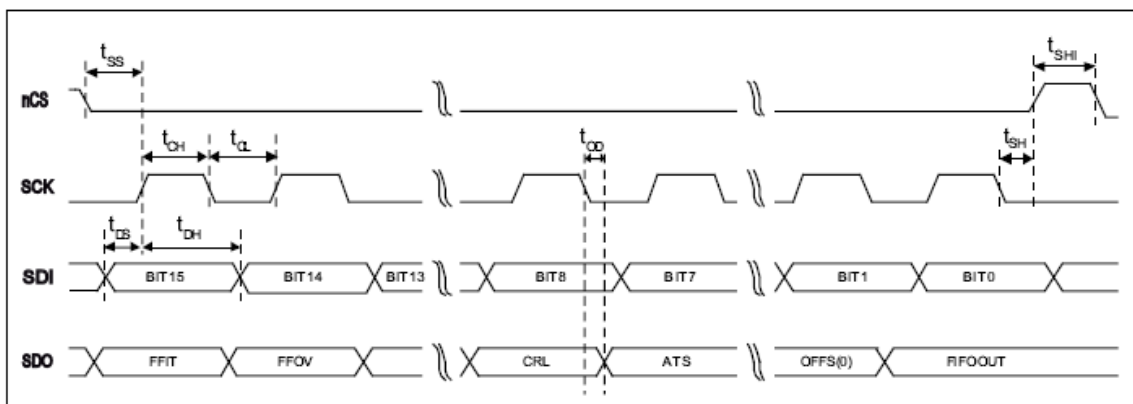 tSS
tSHI
nCS
tCH
tCL
tOD
tSH
SCK
tDS
tDH
SDI
BIT15
BIT14
BIT13
BIT8
BIT7
BIT1
BIT0
SDO
FFIT
FFOV
CRL
ATS
OFFS(0)
FIFOOUT